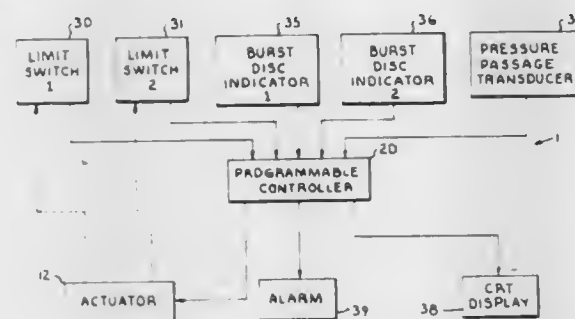 30
31
35
36
3
LIMIT
SWITCH
1
LIMIT
SWITCH
2
BURST
DISC
INDICATOR
1
BURST
DISC
INDICATOR
2
PRESSURE
PASSAGE
TRANSDUCER
20
1
PROGRAMMABLE
CONTROLLER
12
ACTUATOR
ALARM
39
CRT
DISPLAY
38